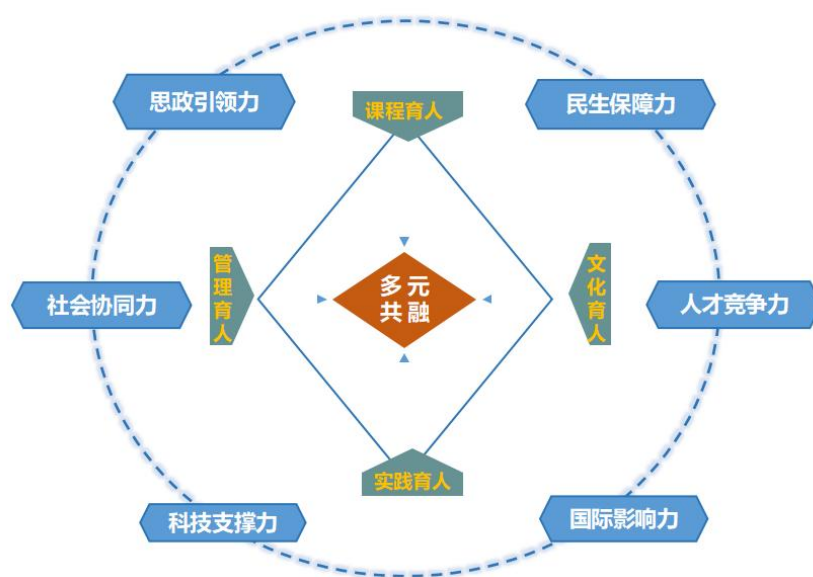 思政引领力
民生保障力
课程育人
管理育人
多元
共融
文化育人
社会协同力
人才竞争力
实践育人
科技支撑力
国际影响力